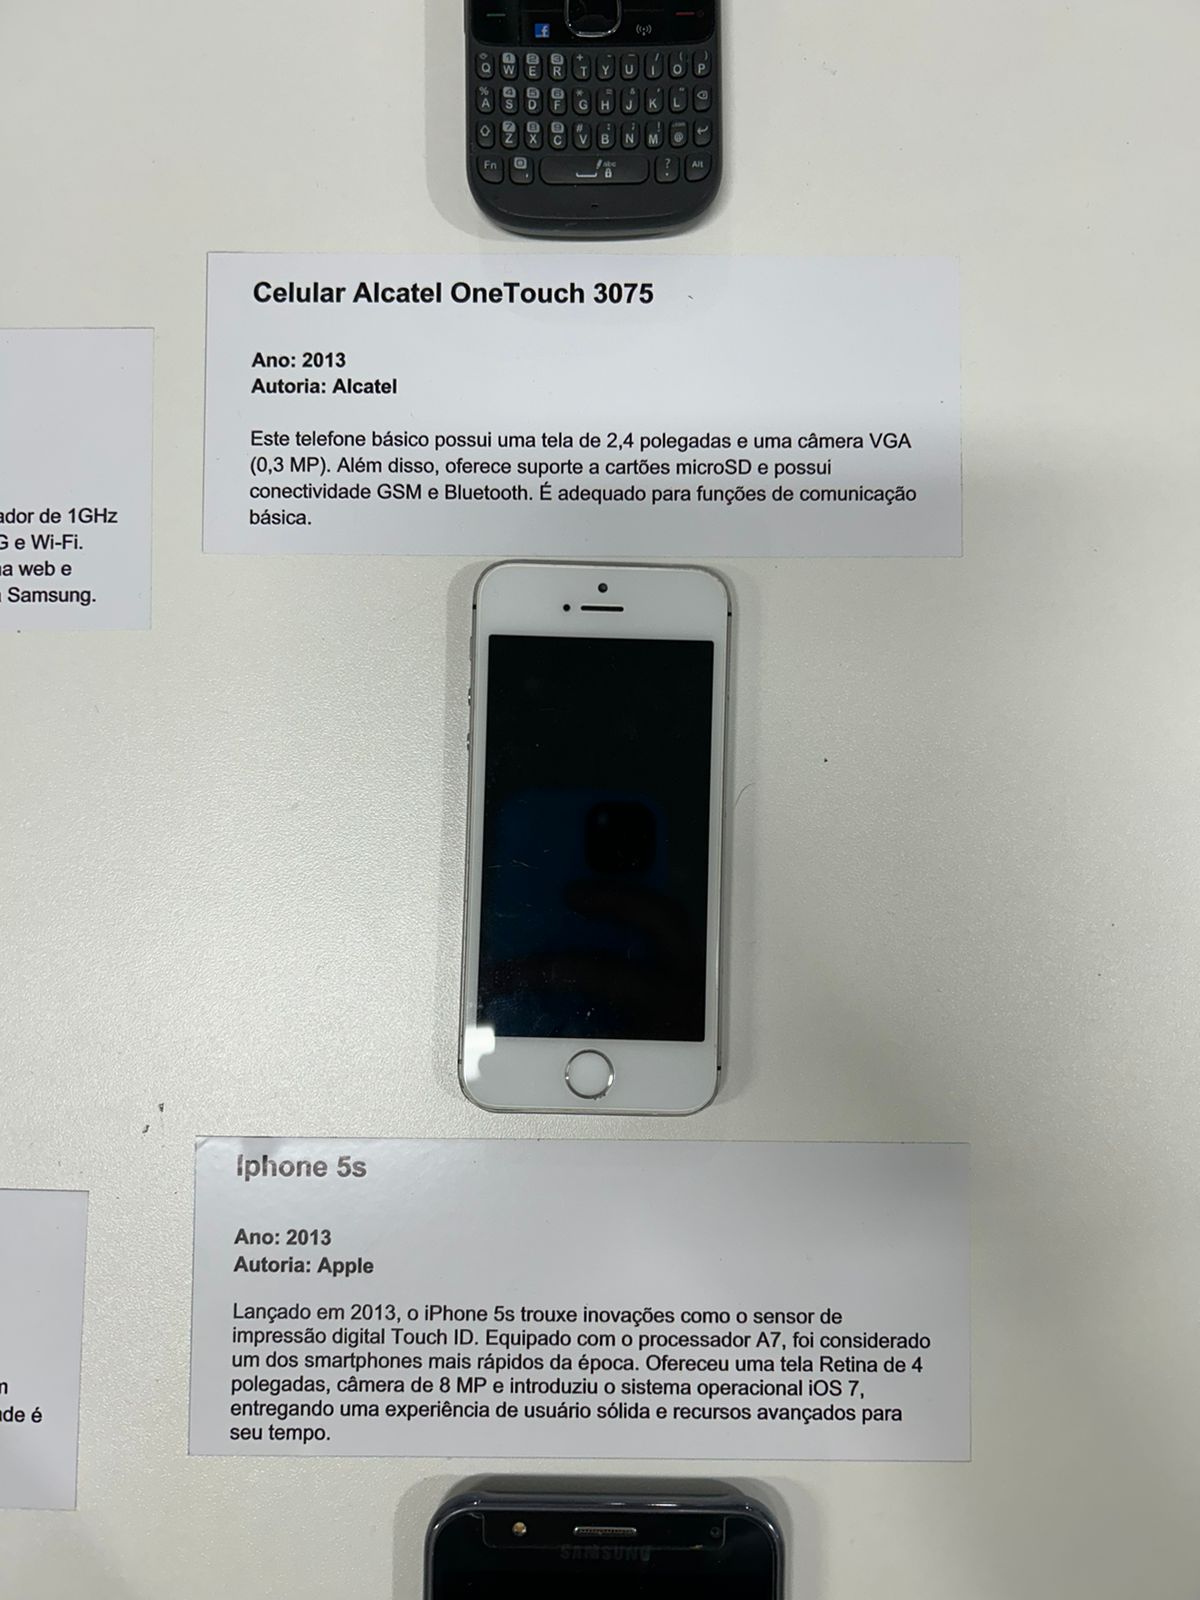 Q W E R T Y U I O P
A S D F G H J K L
Z X C V B N M @
Fn abc Alt
Celular Alcatel OneTouch 3075
Ano: 2013
Autoria: Alcatel
Este telefone básico possui uma tela de 2,4 polegadas e uma câmera VGA
(0,3 MP). Além disso, oferece suporte a cartões microSD e possui
conectividade GSM e Bluetooth. É adequado para funções de comunicação
básica.
ador de 1GHz
G e Wi-Fi.
a web e
Samsung.
Iphone 5s
Ano: 2013
Autoria: Apple
Lançado em 2013, o iPhone 5s trouxe inovações como o sensor de
impressão digital Touch ID. Equipado com o processador A7, foi considerado
um dos smartphones mais rápidos da época. Ofereceu uma tela Retina de 4
polegadas, câmera de 8 MP e introduziu o sistema operacional iOS 7,
entregando uma experiência de usuário sólida e recursos avançados para
seu tempo.
de é
SAMSUNG